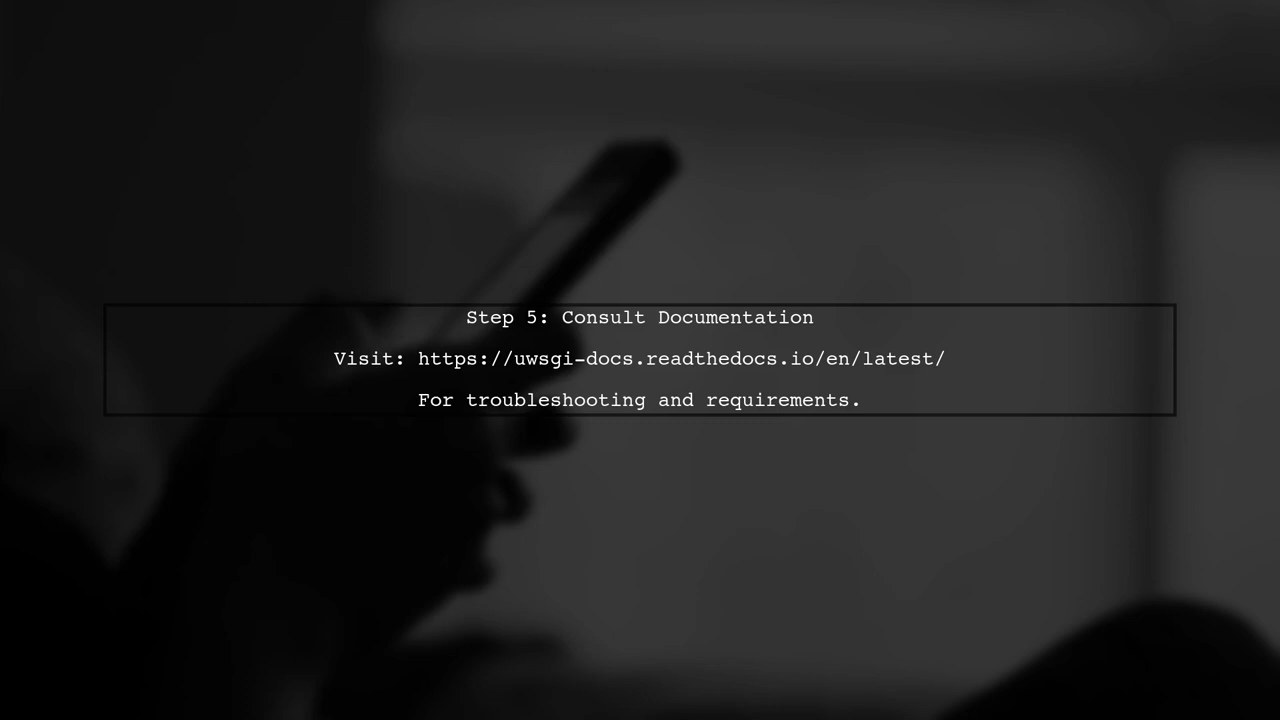 Step 5: Consult Documentation
Visit: https://uwsgi-docs.readthedocs.io/en/latest/
For troubleshooting and requirements.